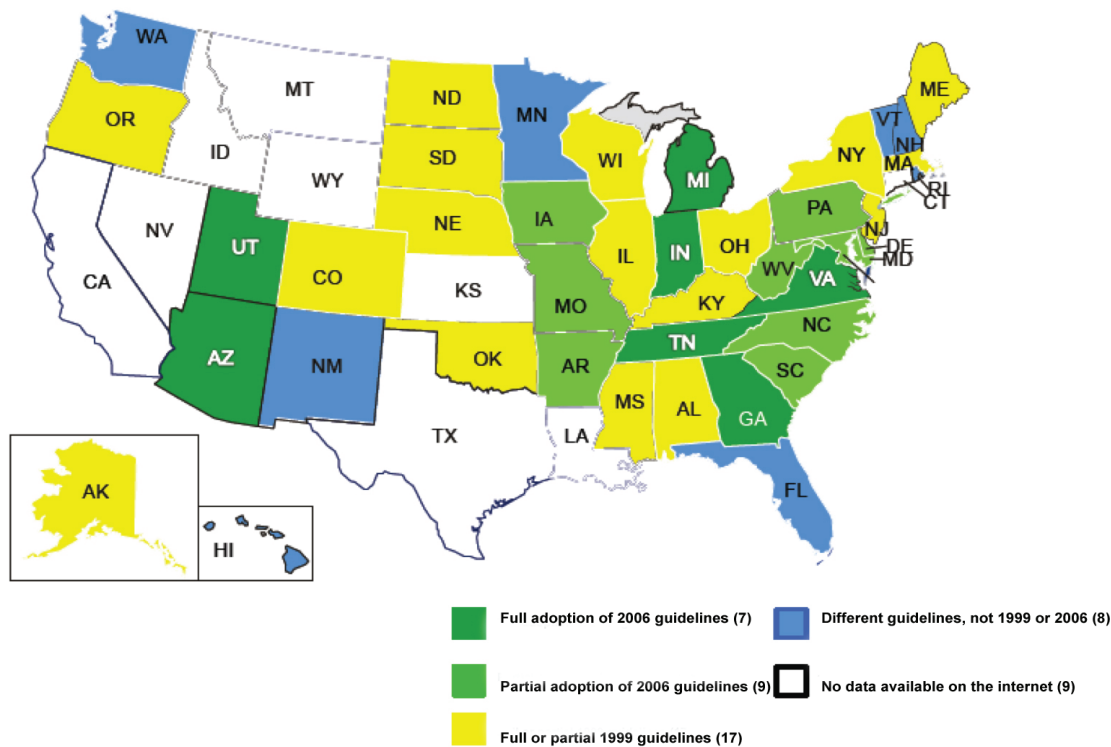 WA
MT
ND
MN
ME
OR
VT
NH
ID
SD
WI
NY
MA
WY
MI
RI
CT
IA
PA
NE
NJ
NV
UT
IL
IN
OH
DE
MD
CO
WV
VA
CA
KS
MO
KY
NC
AZ
TN
NM
OK
AR
SC
MS
AL
GA
TX
LA
AK
FL
HI
Full adoption of 2006 guidelines (7)
Different guidelines, not 1999 or 2006 (8)
Partial adoption of 2006 guidelines (9)
No data available on the internet (9)
Full or partial 1999 guidelines (17)